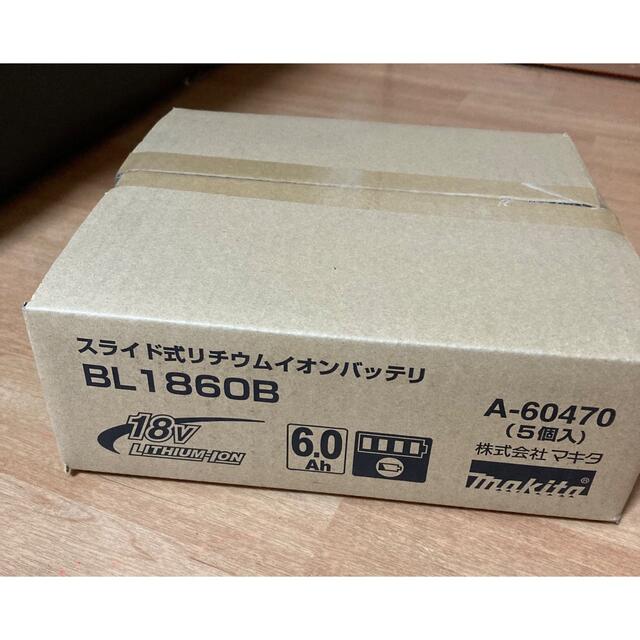 スライド式リチウムイオンバッテリ
BL1860B
18V
LITHIUM-ION
6.0
Ah
A-60470
(5個入)
株式会社 マキタ
makita®